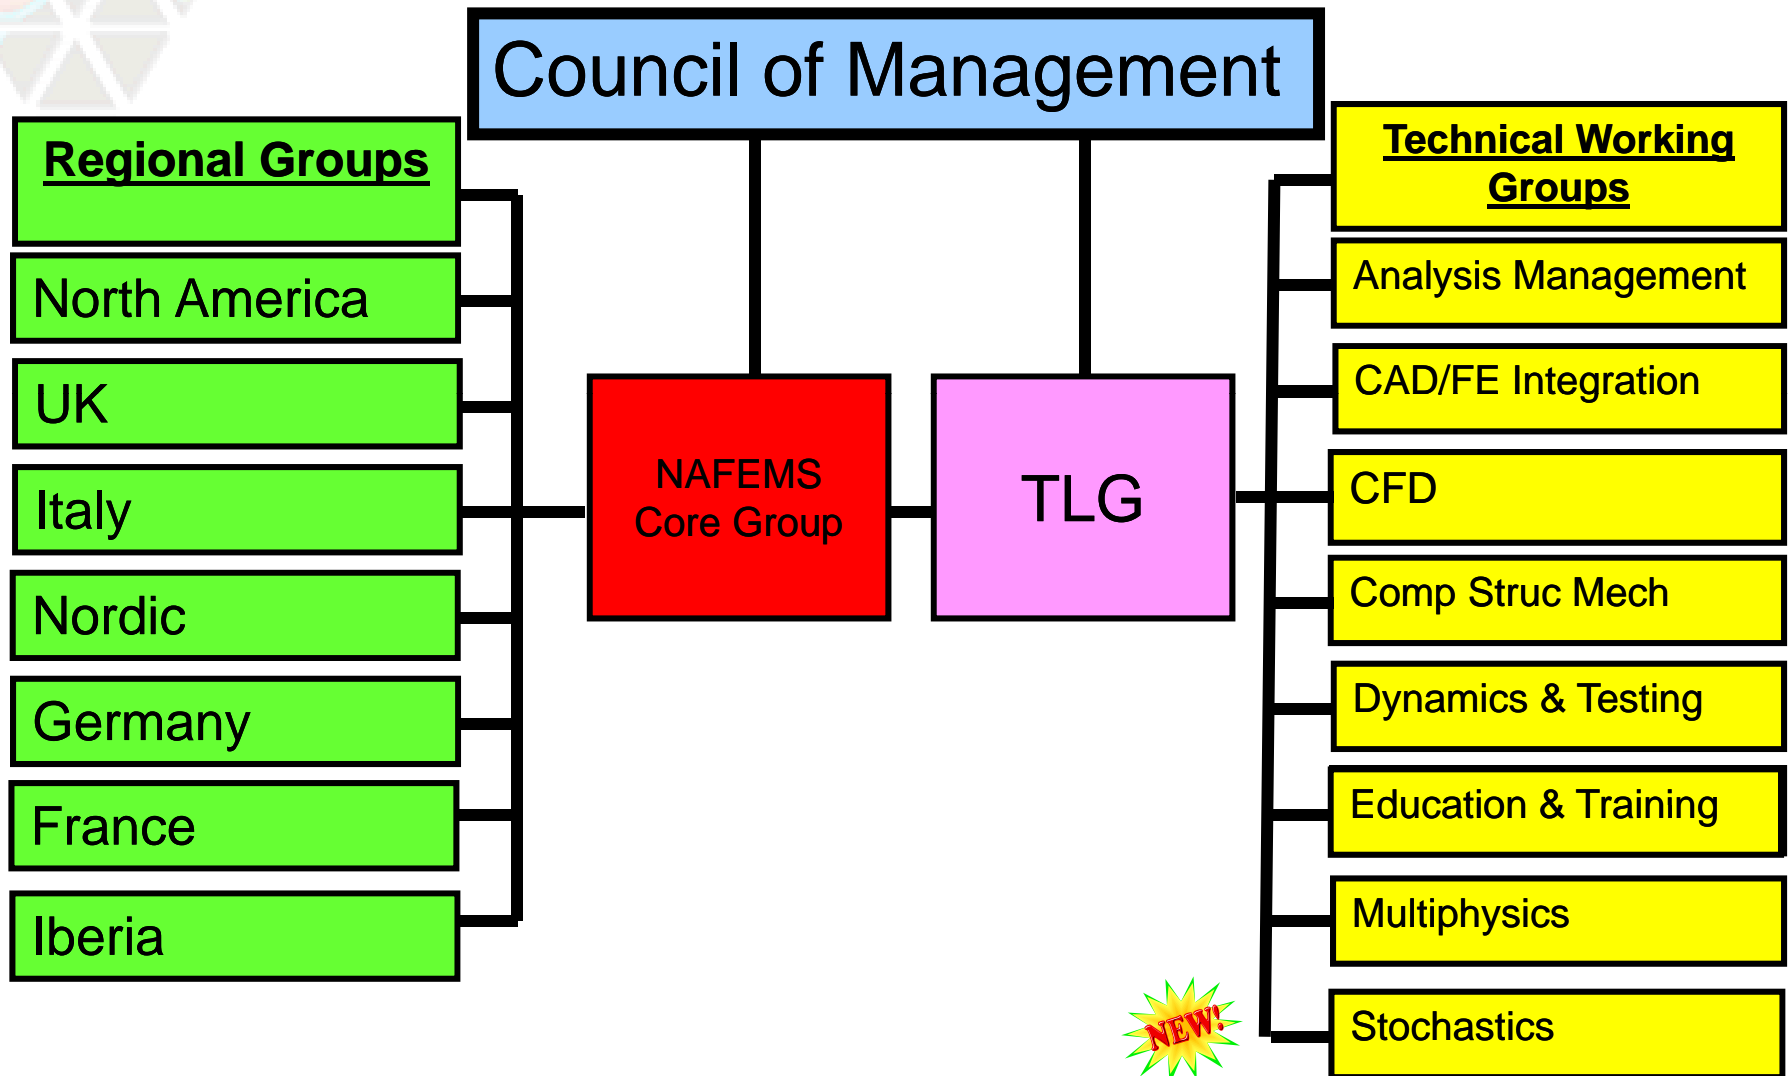 Council of Management
Regional Groups
North America
UK
Italy
Nordic
Germany
France
Iberia
NAFEMS
Core Group
TLG
Technical Working
Groups
Analysis Management
CAD/FE Integration
CFD
Comp Struc Mech
Dynamics & Testing
Education & Training
Multiphysics
NEW!
Stochastics